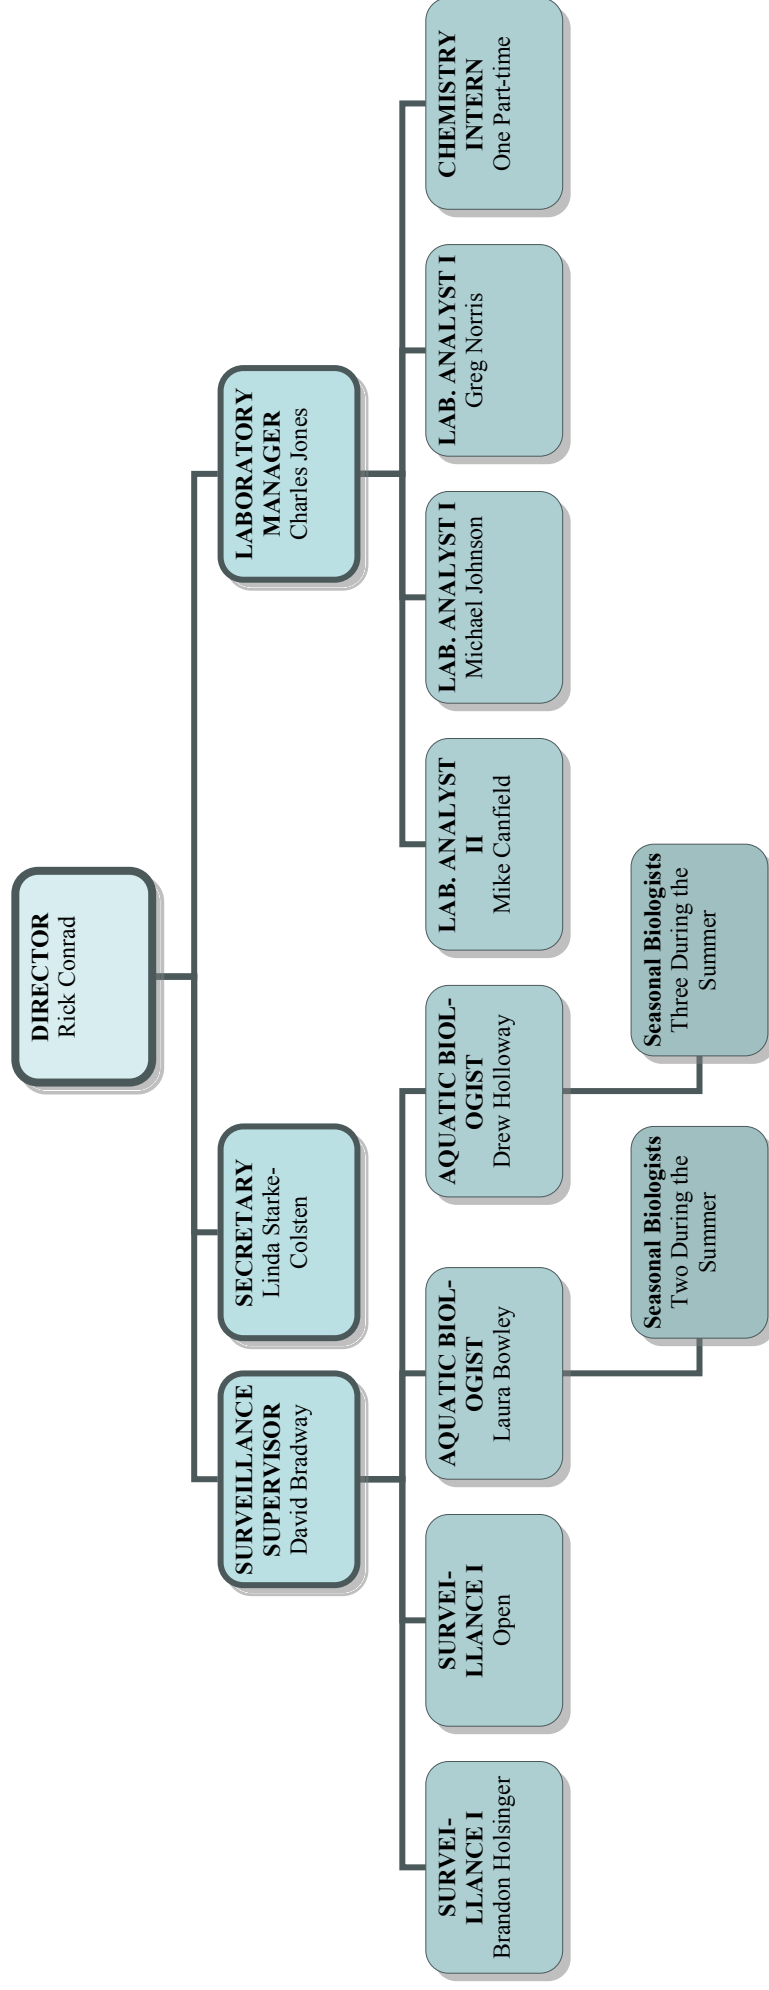 DIRECTOR
Rick Conrad
SURVEILLANCE
SUPERVISOR
David Bradway
SECRETARY
Linda Starke-
Colsten
LABORATORY
MANAGER
Charles Jones
SURVEI-
LLANCE I
Brandon Holsinger
SURVEI-
LLANCE I
Open
AQUATIC BIOL-
OGIST
Laura Bowley
AQUATIC BIOL-
OGIST
Drew Holloway
LAB. ANALYST
II
Mike Canfield
LAB. ANALYST I
Michael Johnson
LAB. ANALYST I
Greg Norris
CHEMISTRY
INTERN
One Part-time
Seasonal Biologists
Two During the
Summer
Seasonal Biologists
Three During the
Summer